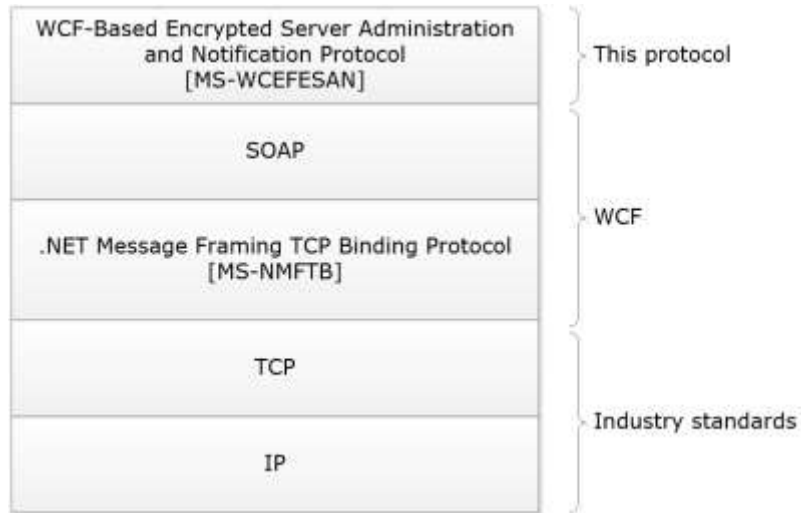 WCF-Based Encrypted Server Administration
and Notification Protocol
[MS-WCEFESAN]
This protocol
SOAP
WCF
.NET Message Framing TCP Binding Protocol
[MS-NMFTB]
TCP
Industry standards
IP